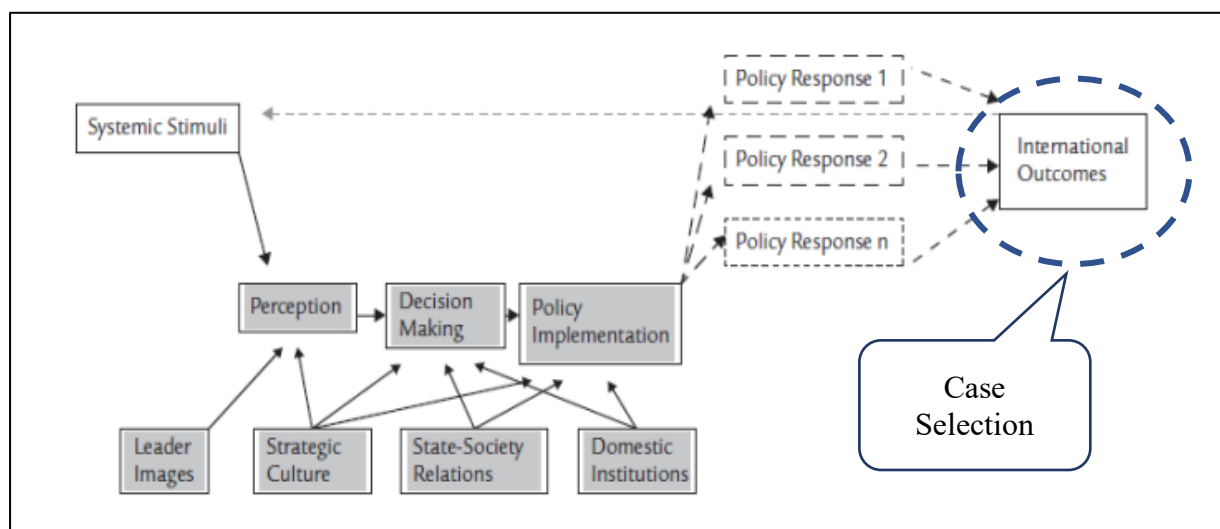 Policy Response 1
Systemic Stimuli
Policy Response 2
International
Outcomes
Policy Response n
Perception
Decision
Making
Policy
Implementation
Case
Selection
Leader
Images
Strategic
Culture
State-Society
Relations
Domestic
Institutions